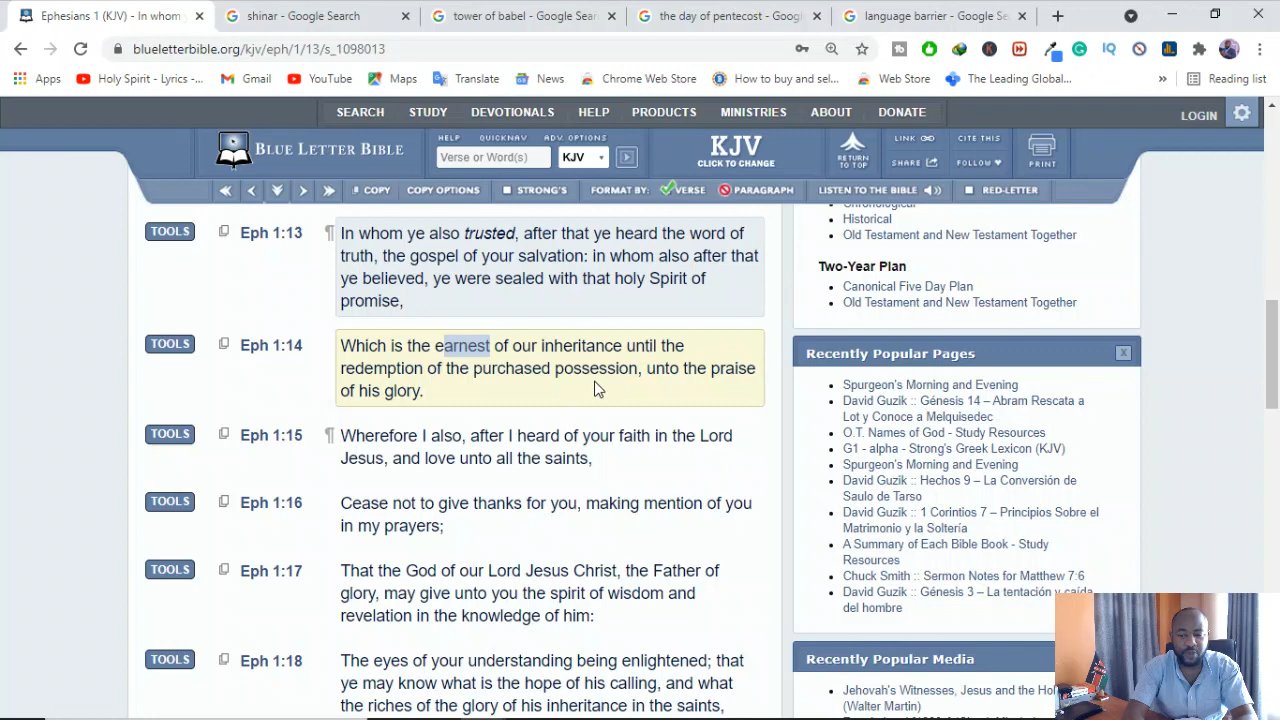 Ephesians 1 (KJV) - In whom y
shinar - Google Search
tower of babel - Google Search
the day of pentecost - Google
language barrier - Google Se
blueletterbible.org/kjv/eph/1/13/s_1098013
Apps
Holy Spirit - Lyrics -...
Gmail
YouTube
Maps
Translate
News
Chrome Web Store
How to buy and sel...
Web Store
The Leading Global...
Reading list
SEARCH STUDY DEVOTIONALS HELP PRODUCTS MINISTRIES ABOUT DONATE
LOGIN
BLUE LETTER BIBLE
HELP QUICKNAV ADV. OPTIONS
Verse or Word(s)
KJV
KJV
CLICK TO CHANGE
RETURN
TO TOP
LINK
CITE THIS
SHARE
FOLLOW
PRINT
COPY COPY OPTIONS STRONG'S FORMAT BY: VERSE PARAGRAPH LISTEN TO THE BIBLE RED-LETTER
TOOLS Eph 1:13 ¶ In whom ye also trusted, after that ye heard the word of
truth, the gospel of your salvation: in whom also after that
ye believed, ye were sealed with that holy Spirit of
promise,
TOOLS Eph 1:14 Which is the earnest of our inheritance until the
redemption of the purchased possession, unto the praise
of his glory.
TOOLS Eph 1:15 ¶ Wherefore I also, after I heard of your faith in the Lord
Jesus, and love unto all the saints,
TOOLS Eph 1:16 Cease not to give thanks for you, making mention of you
in my prayers;
TOOLS Eph 1:17 That the God of our Lord Jesus Christ, the Father of
glory, may give unto you the spirit of wisdom and
revelation in the knowledge of him:
TOOLS Eph 1:18 The eyes of your understanding being enlightened; that
ye may know what is the hope of his calling, and what
the riches of the glory of his inheritance in the saints,
Chronological
Historical
Old Testament and New Testament Together
Two-Year Plan
Canonical Five Day Plan
Old Testament and New Testament Together
Recently Popular Pages
Spurgeon's Morning and Evening
David Guzik :: Génesis 14 – Abram Rescata a
Lot y Conoce a Melquisedec
O.T. Names of God - Study Resources
G1 - alpha - Strong's Greek Lexicon (KJV)
Spurgeon's Morning and Evening
David Guzik :: Hechos 9 – La Conversión de
Saulo de Tarso
David Guzik :: 1 Corintios 7 – Principios Sobre el
Matrimonio y la Soltería
A Summary of Each Bible Book - Study
Resources
Chuck Smith :: Sermon Notes for Matthew 7:6
David Guzik :: Génesis 3 – La tentación y caída
del hombre
Recently Popular Media
Jehovah's Witnesses, Jesus and the Ho
(Walter Martin)